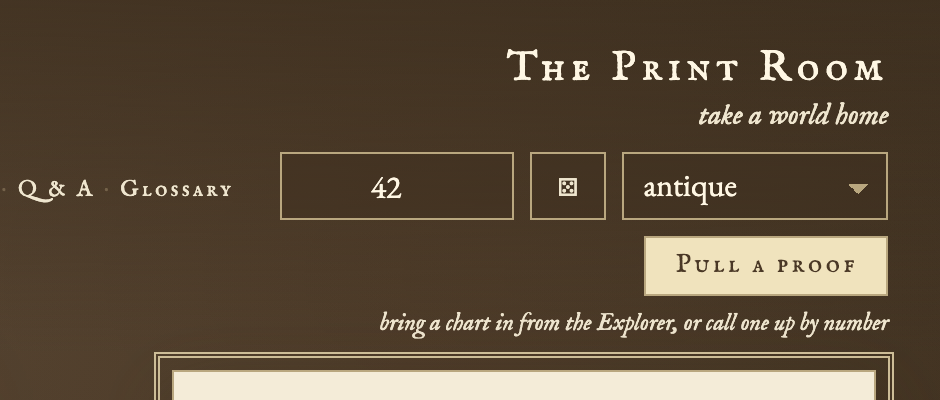 The Print Room
take a world home
· Q & A · Glossary
42
antique
Pull a proof
bring a chart in from the Explorer, or call one up by number